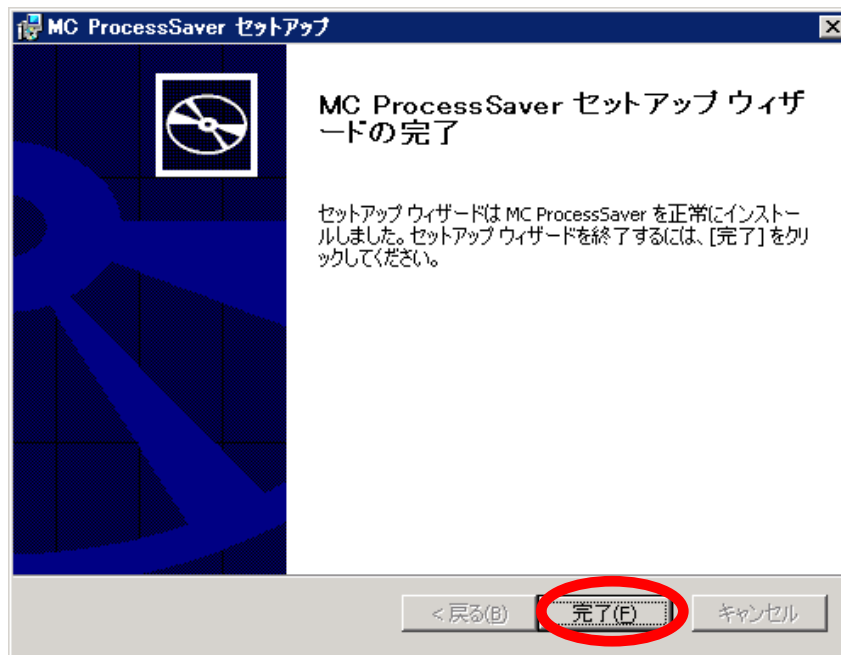 MC ProcessSaver セットアップ
MC ProcessSaver セットアップ ウィザ
ードの完了
セットアップ ウィザードは MC ProcessSaver を正常にインストー
ルしました。セットアップ ウィザードを終了するには、[完了] をクリ
ックしてください。
< 戻る(B)
完了(F)
キャンセル